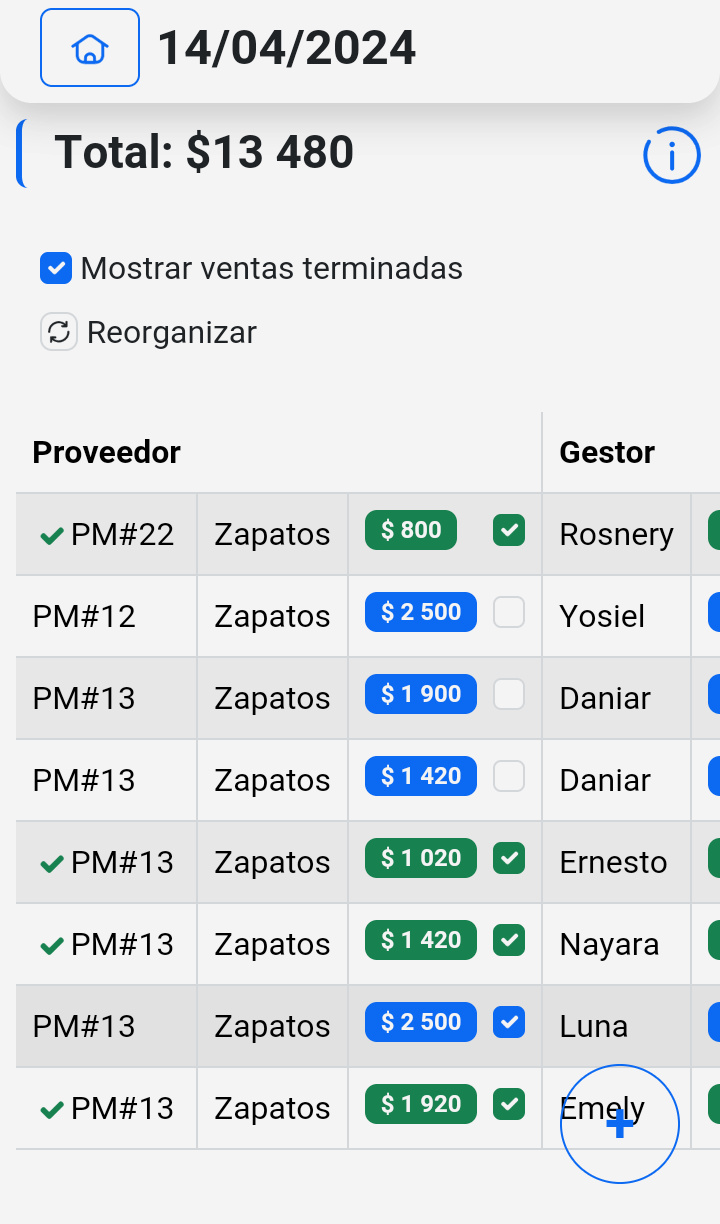 14/04/2024
Total: $13 480
Mostrar ventas terminadas
Reorganizar
Proveedor Gestor
PM#22 Zapatos $ 800 Rosnery
PM#12 Zapatos $ 2 500 Yosiel
PM#13 Zapatos $ 1 900 Daniar
PM#13 Zapatos $ 1 420 Daniar
PM#13 Zapatos $ 1 020 Ernesto
PM#13 Zapatos $ 1 420 Nayara
PM#13 Zapatos $ 2 500 Luna
PM#13 Zapatos $ 1 920 Emely
+